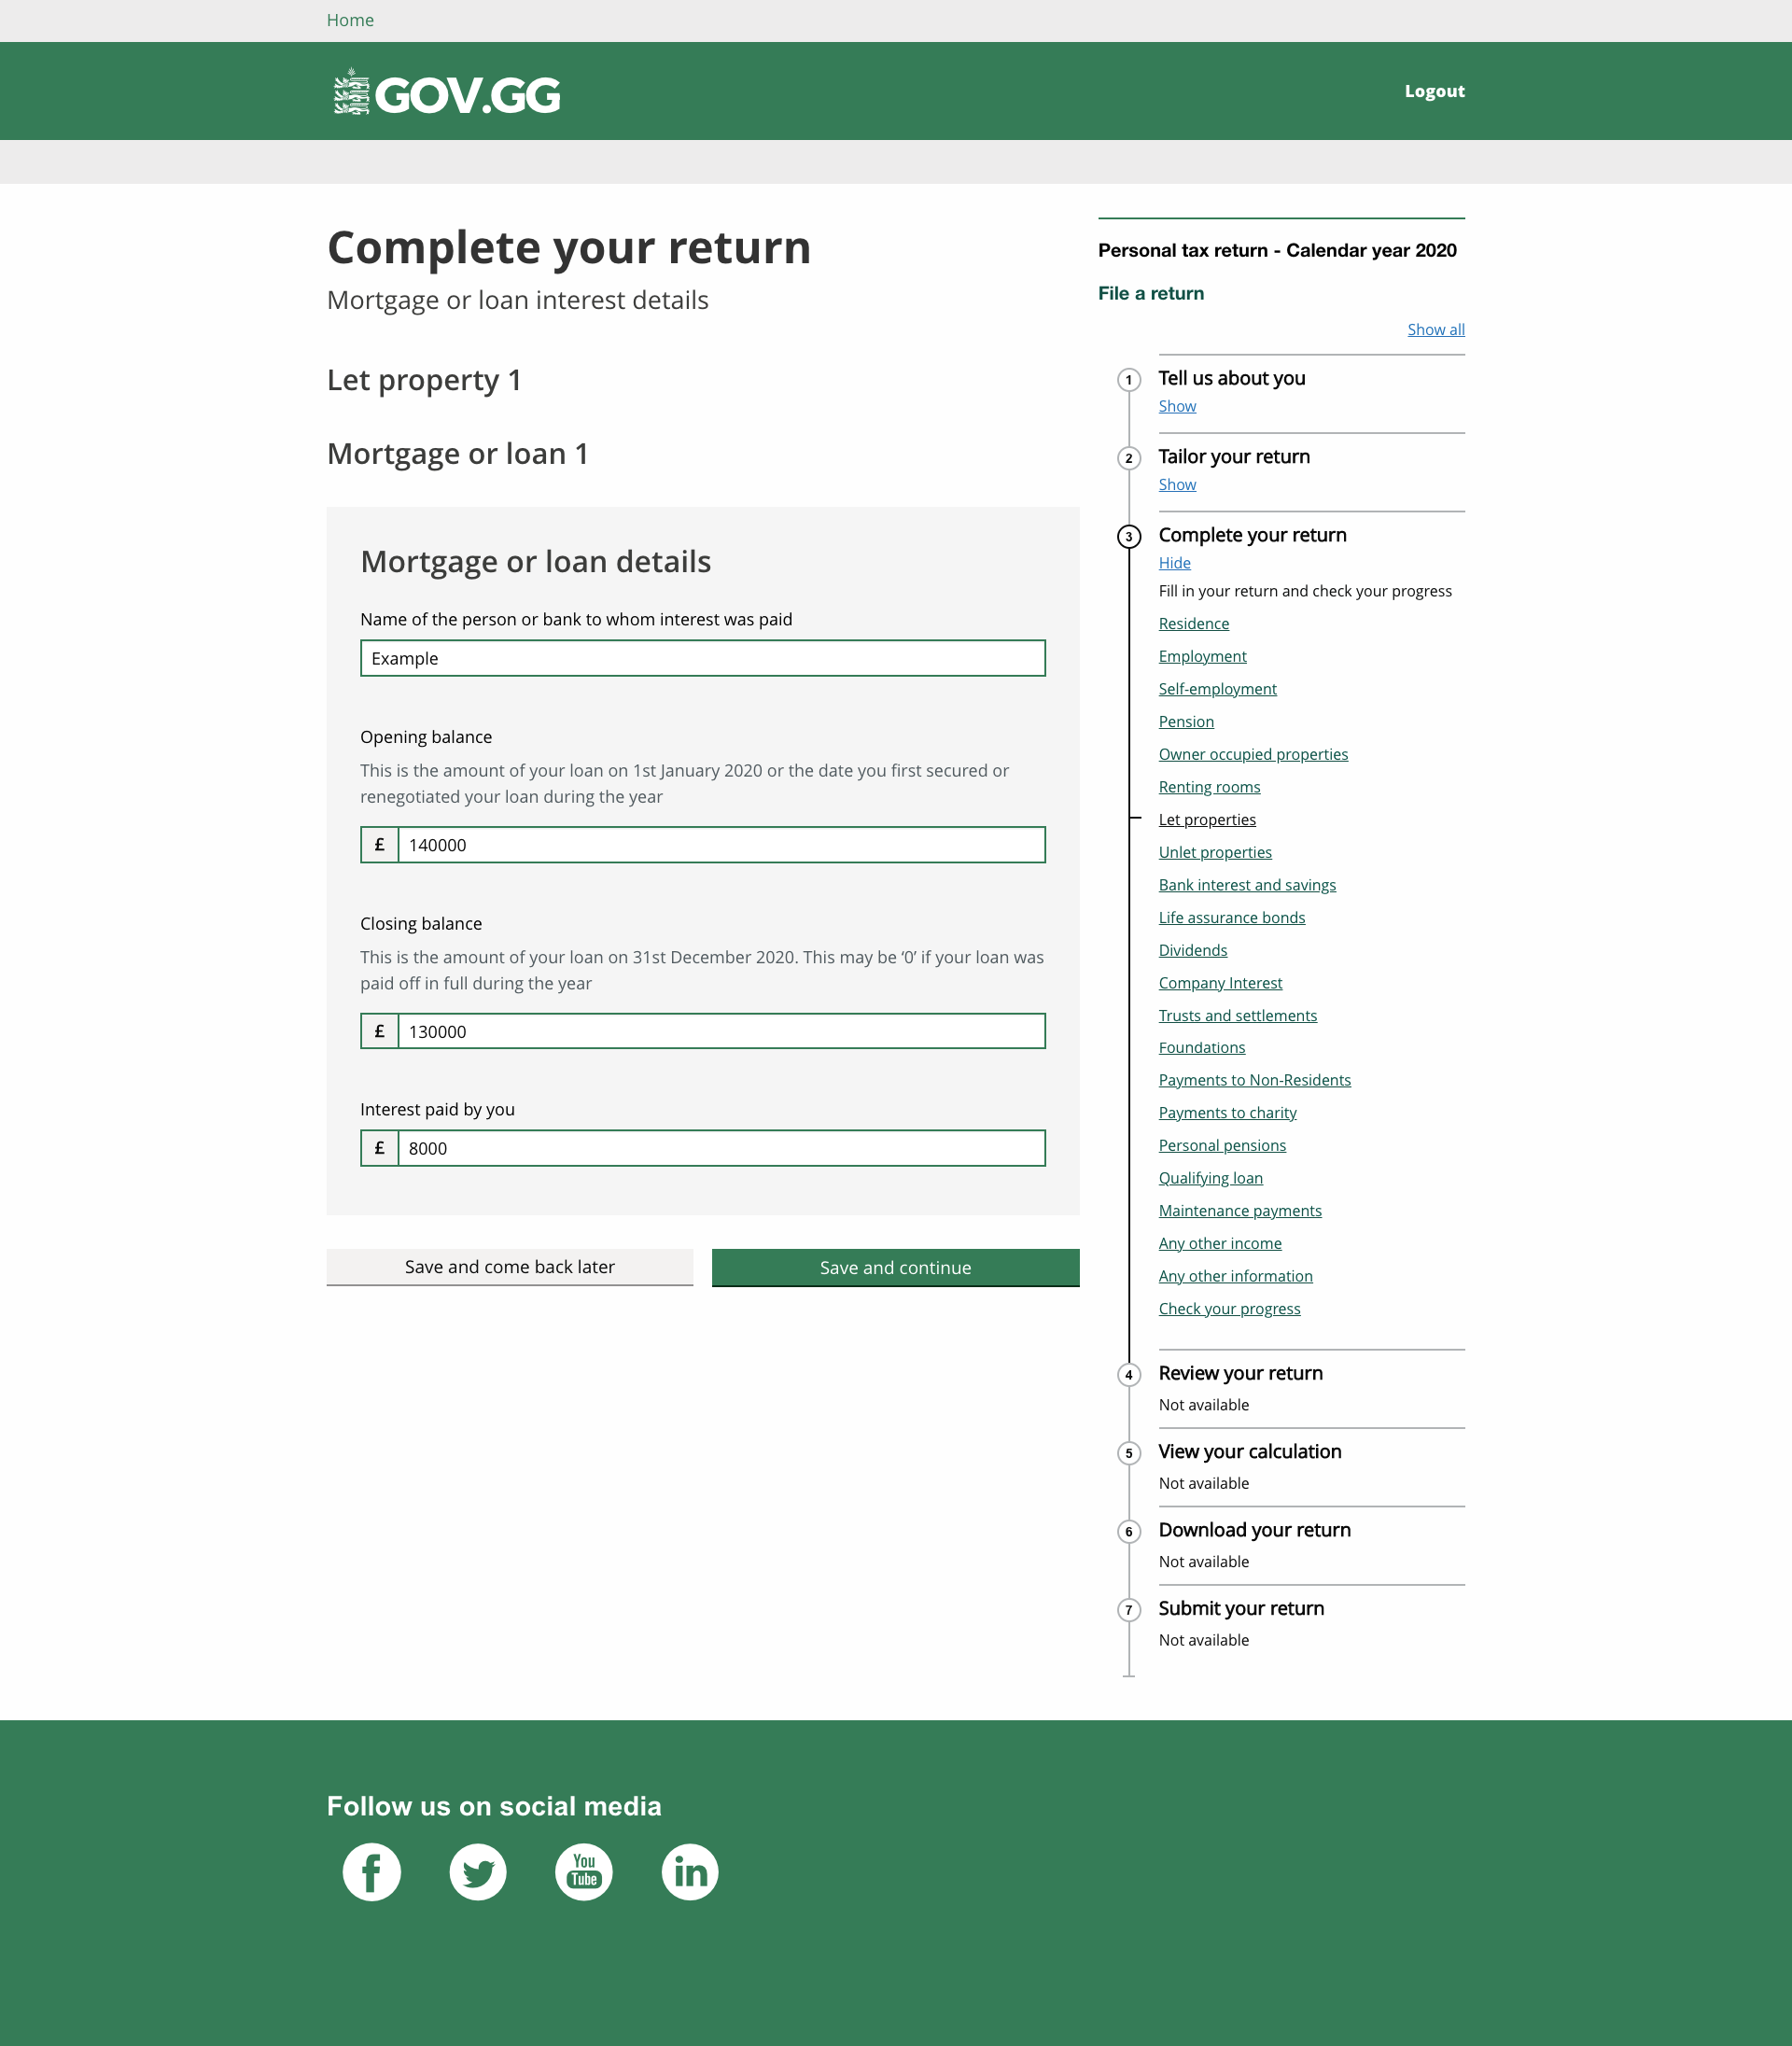 Home
GOV.GG
Logout
Complete your return
Mortgage or loan interest details
Let property 1
Mortgage or loan 1
Mortgage or loan details
Name of the person or bank to whom interest was paid
Example
Opening balance
This is the amount of your loan on 1st January 2020 or the date you first secured or
renegotiated your loan during the year
£ 140000
Closing balance
This is the amount of your loan on 31st December 2020. This may be ‘0’ if your loan was
paid off in full during the year
£ 130000
Interest paid by you
£ 8000
Save and come back later
Save and continue
Personal tax return - Calendar year 2020
File a return
Show all
1 Tell us about you
Show
2 Tailor your return
Show
3 Complete your return
Hide
Fill in your return and check your progress
Residence
Employment
Self-employment
Pension
Owner occupied properties
Renting rooms
Let properties
Unlet properties
Bank interest and savings
Life assurance bonds
Dividends
Company Interest
Trusts and settlements
Foundations
Payments to Non-Residents
Payments to charity
Personal pensions
Qualifying loan
Maintenance payments
Any other income
Any other information
Check your progress
4 Review your return
Not available
5 View your calculation
Not available
6 Download your return
Not available
7 Submit your return
Not available
Follow us on social media
f
You
Tube
in